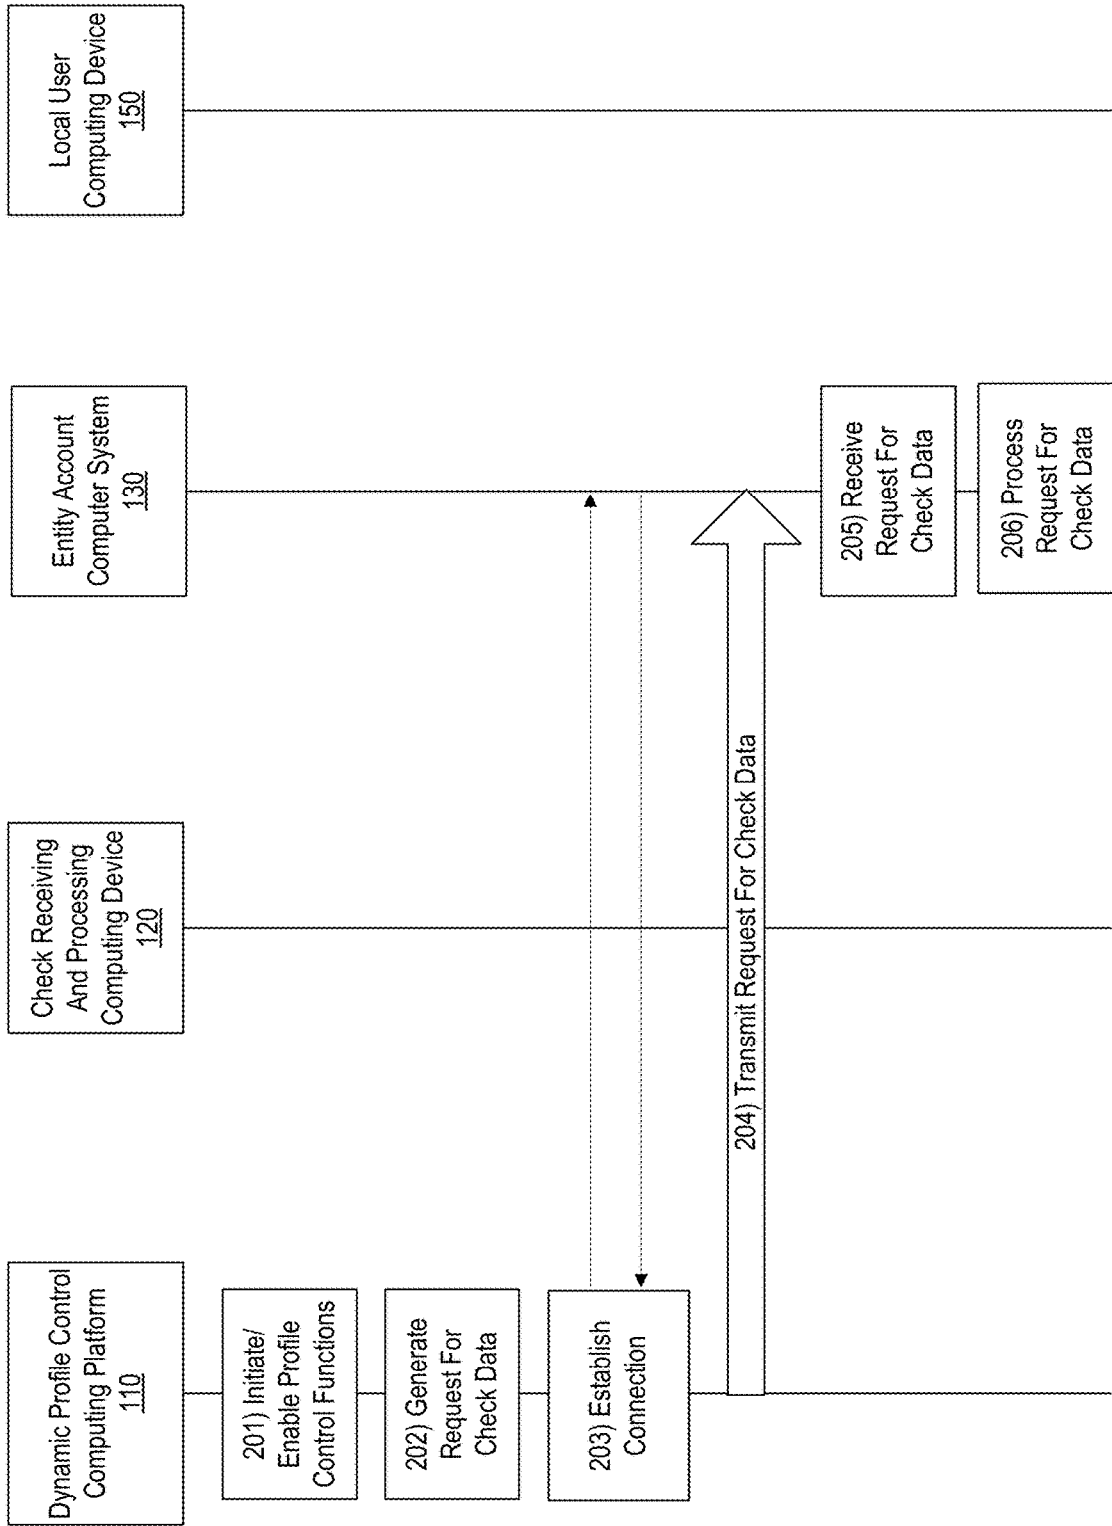 Dynamic Profile Control
Computing Platform
110
Check Receiving
And Processing
Computing Device
120
Entity Account
Computer System
130
Local User
Computing Device
150
201) Initiate/
Enable Profile
Control Functions
202) Generate
Request For
Check Data
203) Establish
Connection
204) Transmit Request For Check Data
205) Receive
Request For
Check Data
206) Process
Request For
Check Data